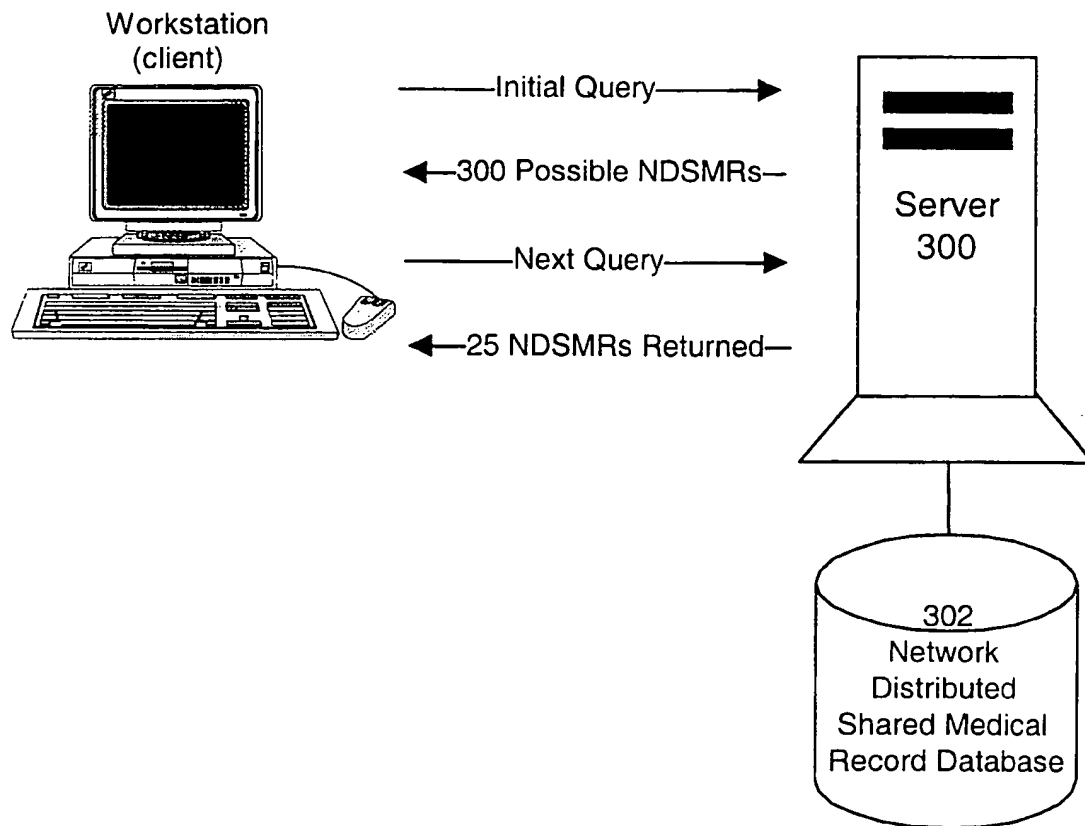 Workstation
(client)
Initial Query
300 Possible NDSMRs
Next Query
25 NDSMRs Returned
Server
300
302
Network
Distributed
Shared Medical
Record Database